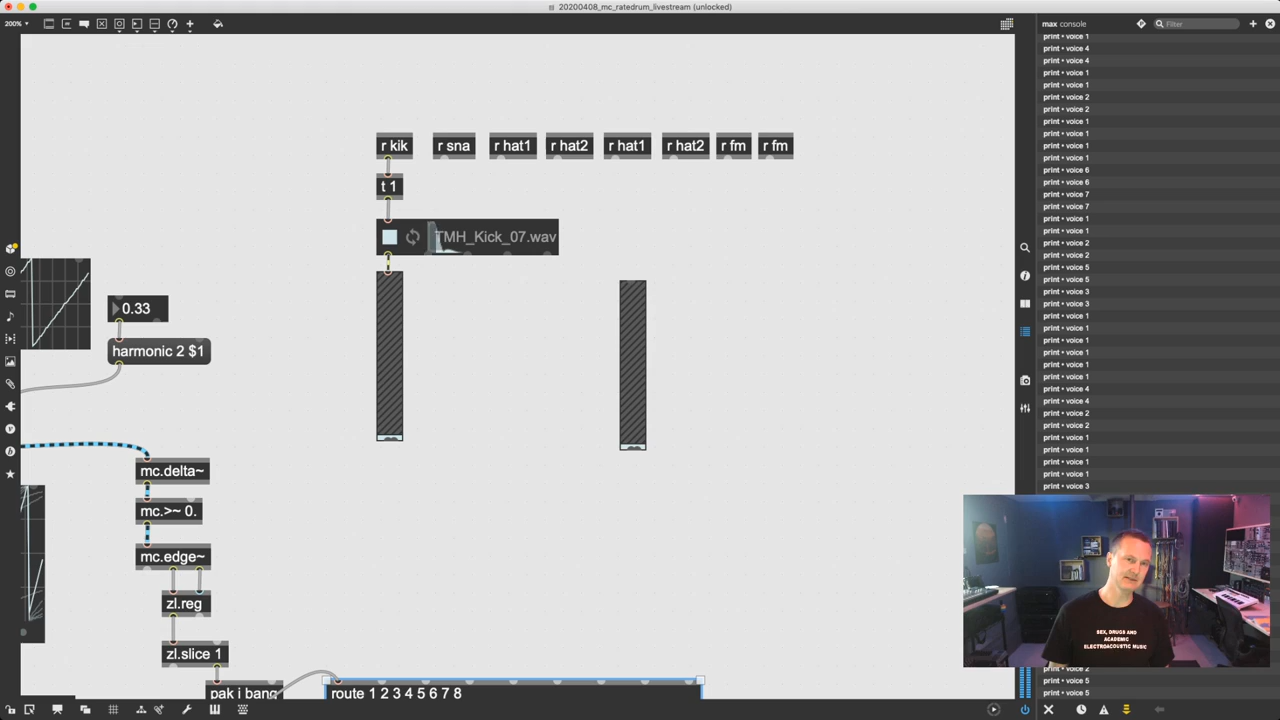 20200408_mc_ratedrum_livestream (unlocked)
200%
max console
Filter
r kik
r sna
r hat1
r hat2
r hat1
r hat2
r fm
r fm
t 1
TMH_Kick_07.wav
0.33
harmonic 2 $1
mc.delta~
mc.>~ 0.
mc.edge~
zl.reg
zl.slice 1
pak i bang
route 1 2 3 4 5 6 7 8
print • voice 1
print • voice 4
print • voice 4
print • voice 1
print • voice 1
print • voice 2
print • voice 2
print • voice 1
print • voice 1
print • voice 1
print • voice 1
print • voice 6
print • voice 6
print • voice 7
print • voice 7
print • voice 1
print • voice 1
print • voice 2
print • voice 2
print • voice 5
print • voice 5
print • voice 3
print • voice 3
print • voice 1
print • voice 1
print • voice 1
print • voice 1
print • voice 1
print • voice 1
print • voice 4
print • voice 4
print • voice 2
print • voice 2
print • voice 1
print • voice 1
print • voice 1
print • voice 1
print • voice 3
SEX, DRUGS AND
ACADEMIC
ELECTROACOUSTIC MUSIC
print • voice 2
print • voice 5
print • voice 5